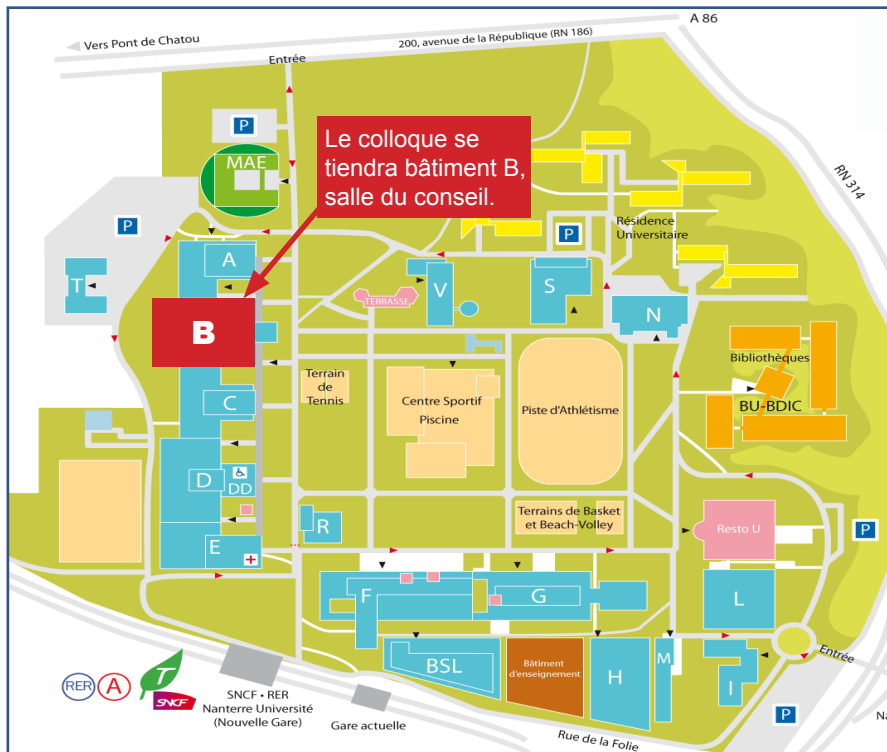 A 86
Vers Pont de Chatou
200, avenue de la République (RN 186)
Entrée
P
MAE
Le colloque se
tiendra bâtiment B,
salle du conseil.
RN 314
P
P
Résidence
Universitaire
A
T
V
S
N
TERRASSE
B
Bibliothèques
BU-BDIC
Terrain
de
Tennis
Centre Sportif
Piscine
Piste d'Athlétisme
C
D
DD
R
Terrains de Basket
et Beach-Volley
Resto U
P
E
F
G
L
BSL
Bâtiment
d'enseignement
H
M
I
Entrée
RER
A
T
SNCF
SNCF • RER
Nanterre Université
(Nouvelle Gare)
Gare actuelle
Rue de la Folie
P
Na